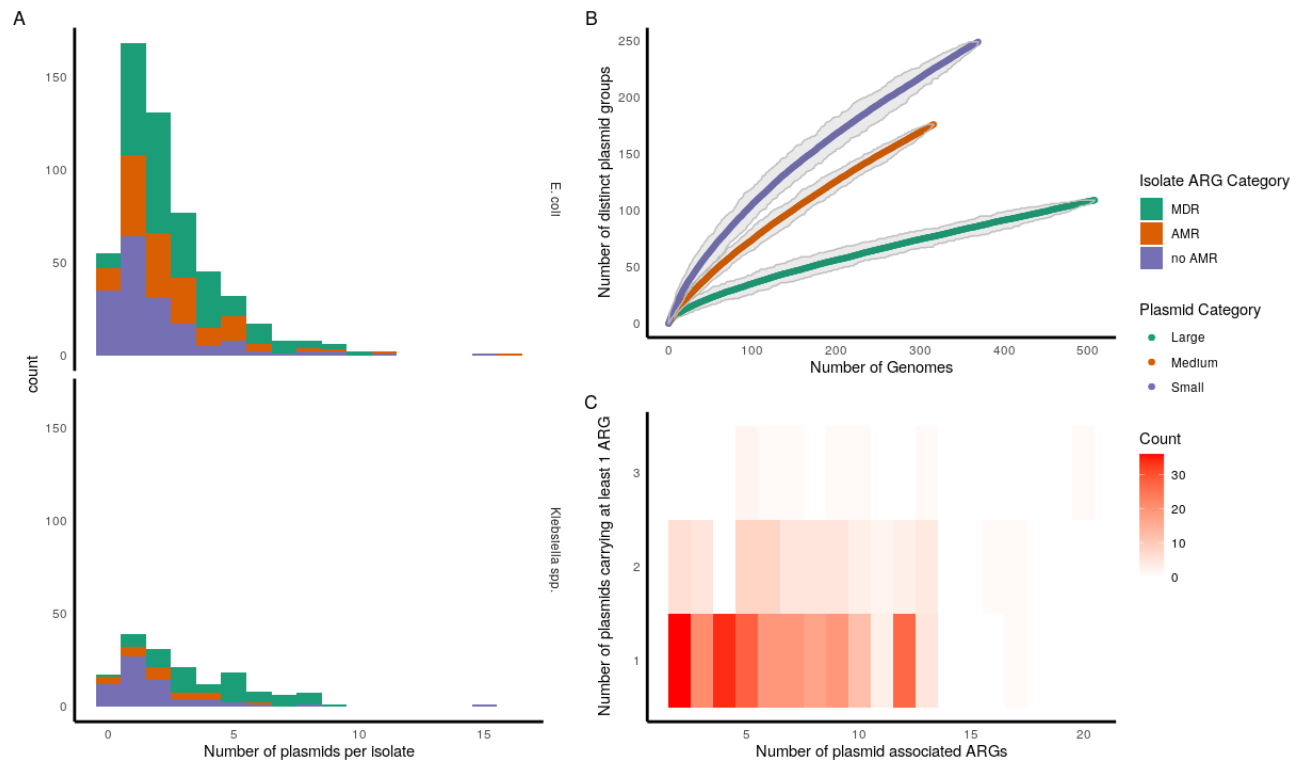 A
150
100
50
0
E. coli
count
150
100
50
0
Klebsiella spp.
0
5
10
15
Number of plasmids per isolate
B
250
200
150
100
50
0
Number of distinct plasmid groups
0
100
200
300
400
500
Number of Genomes
C
3
2
1
Number of plasmids carrying at least 1 ARG
5
10
15
20
Number of plasmid associated ARGs
Isolate ARG Category
MDR
AMR
no AMR
Plasmid Category
Large
Medium
Small
Count
30
20
10
0